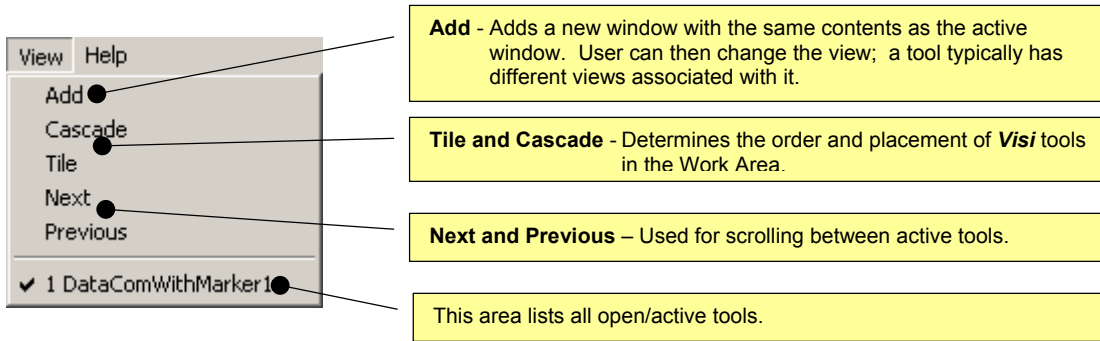 View Help
Add
Cascade
Tile
Next
Previous
✔ 1 DataComWithMarker1
Add - Adds a new window with the same contents as the active
window. User can then change the view; a tool typically has
different views associated with it.
Tile and Cascade - Determines the order and placement of Visi tools
in the Work Area.
Next and Previous – Used for scrolling between active tools.
This area lists all open/active tools.